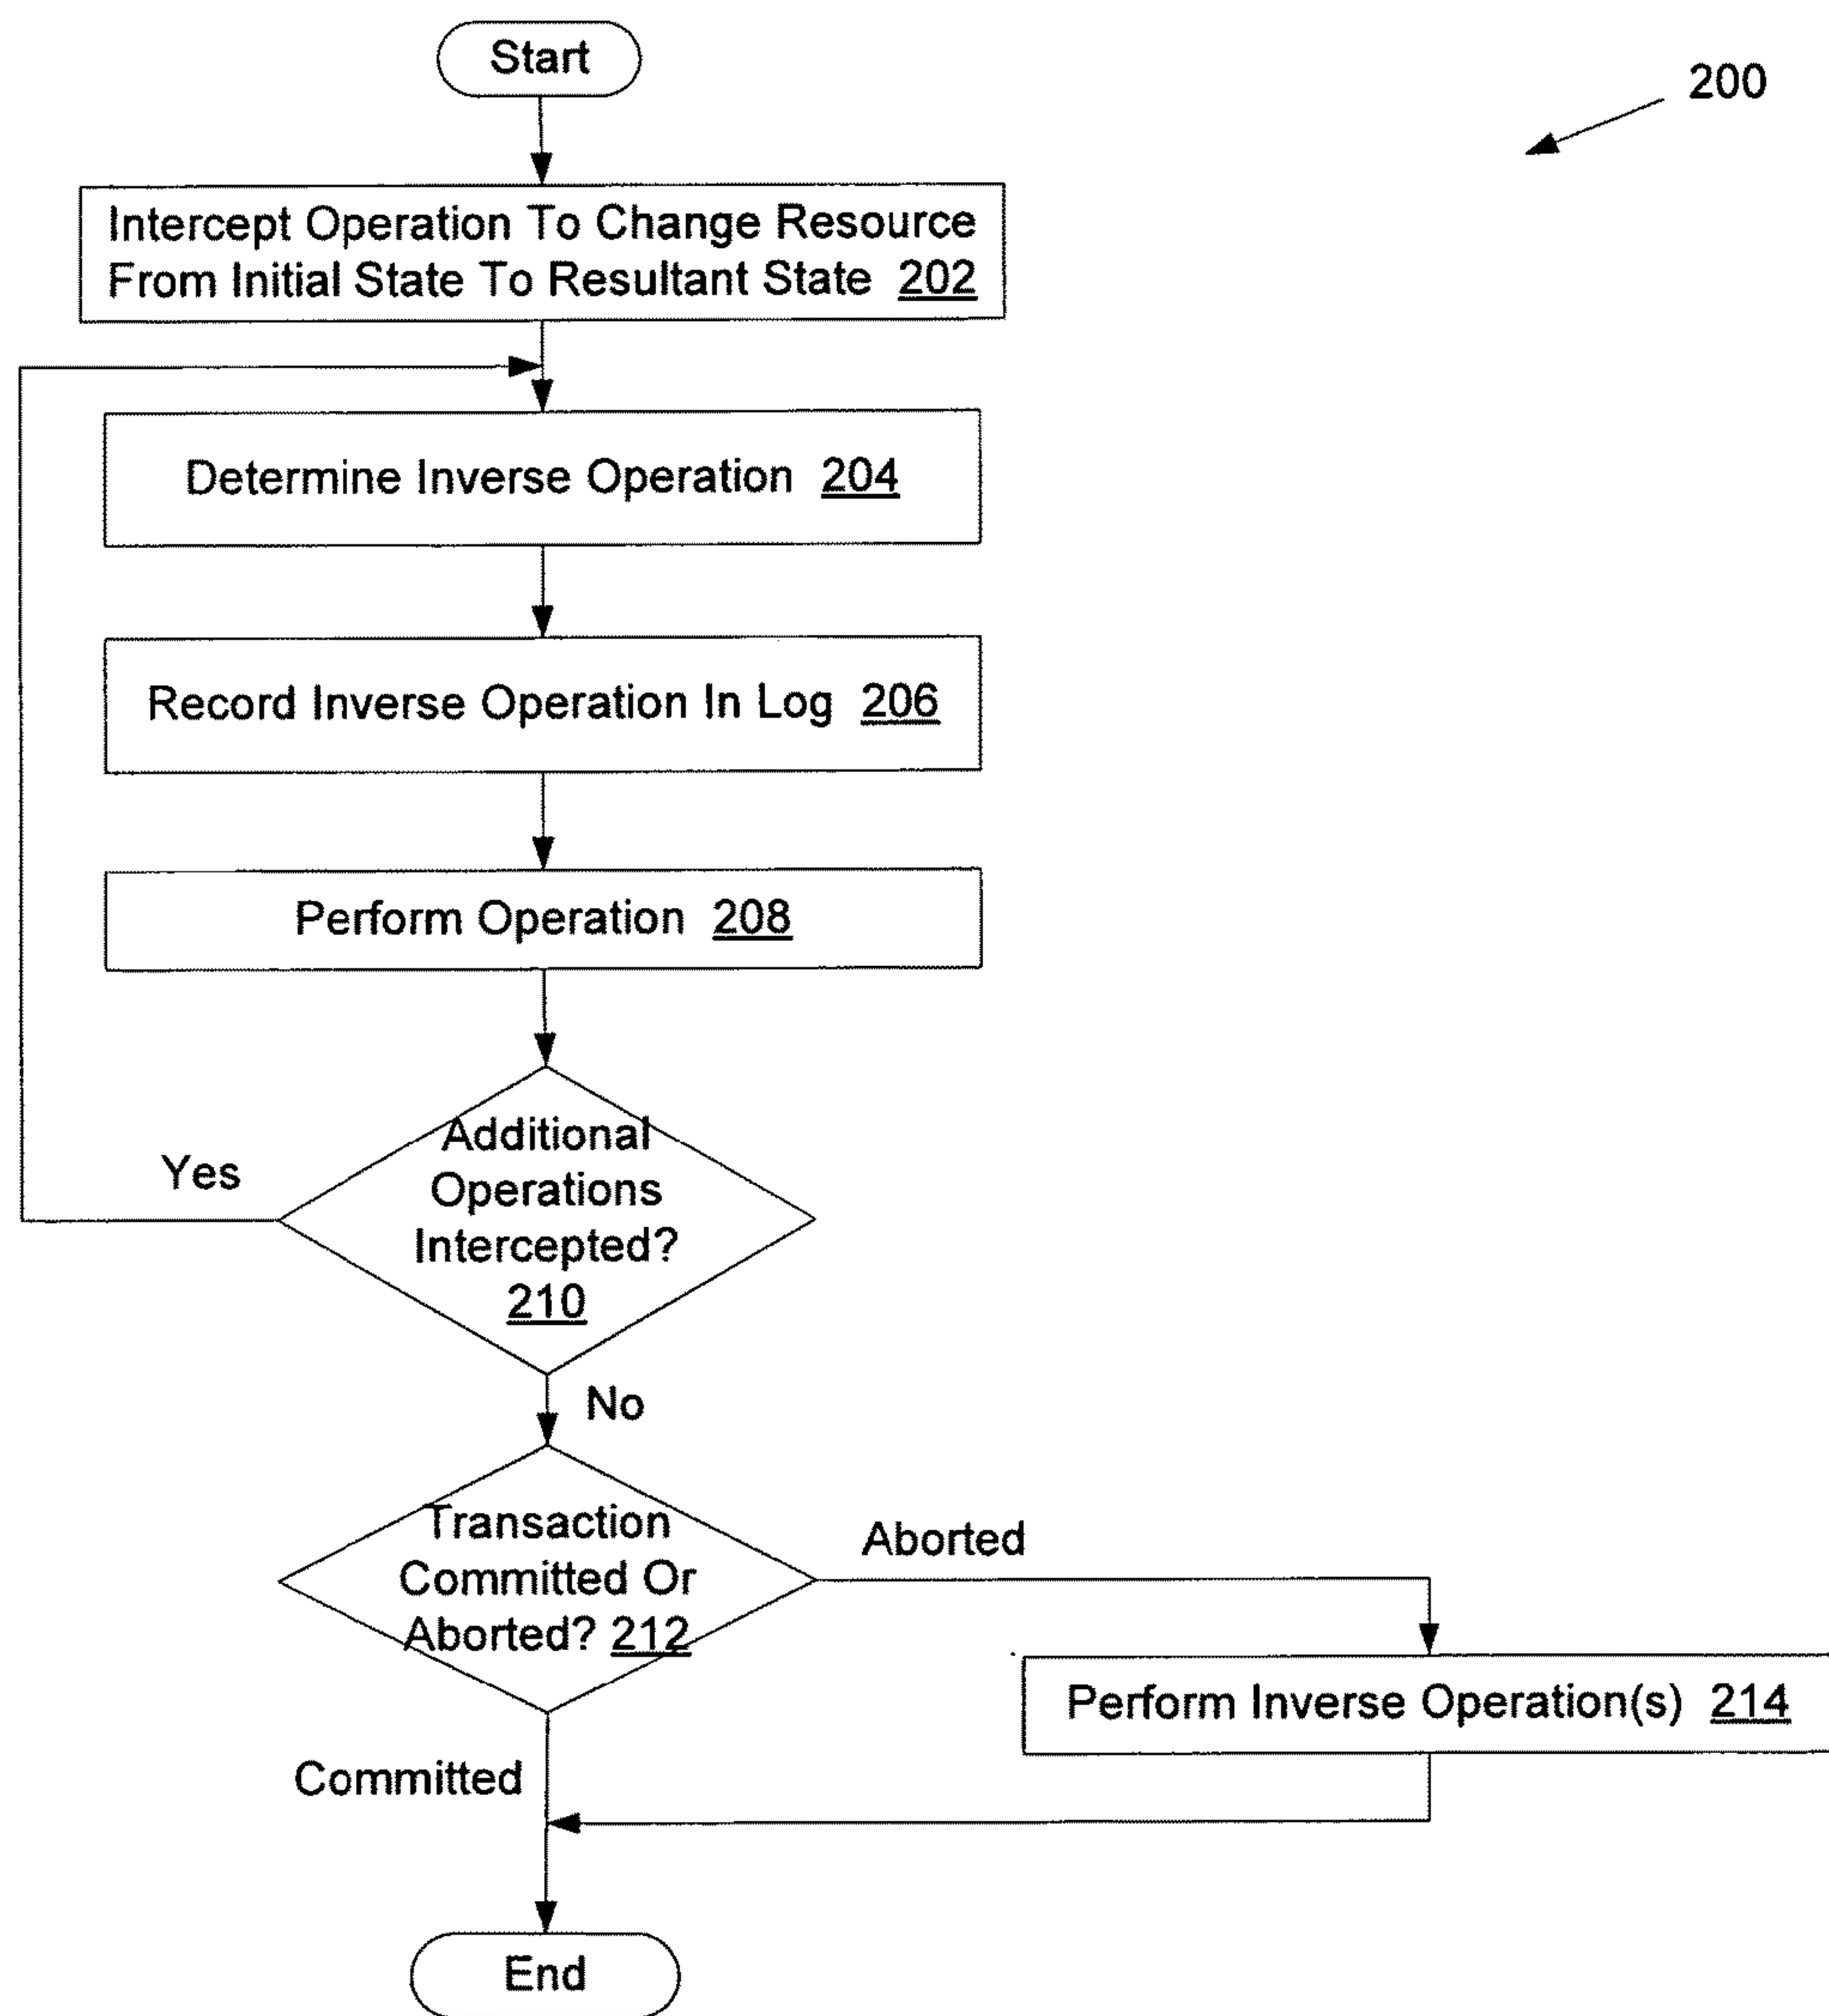 Start
200
Intercept Operation To Change Resource
From Initial State To Resultant State 202
Determine Inverse Operation 204
Record Inverse Operation In Log 206
Perform Operation 208
Additional
Operations
Intercepted?
210
Yes
No
Transaction
Committed Or
Aborted? 212
Aborted
Perform Inverse Operation(s) 214
Committed
End